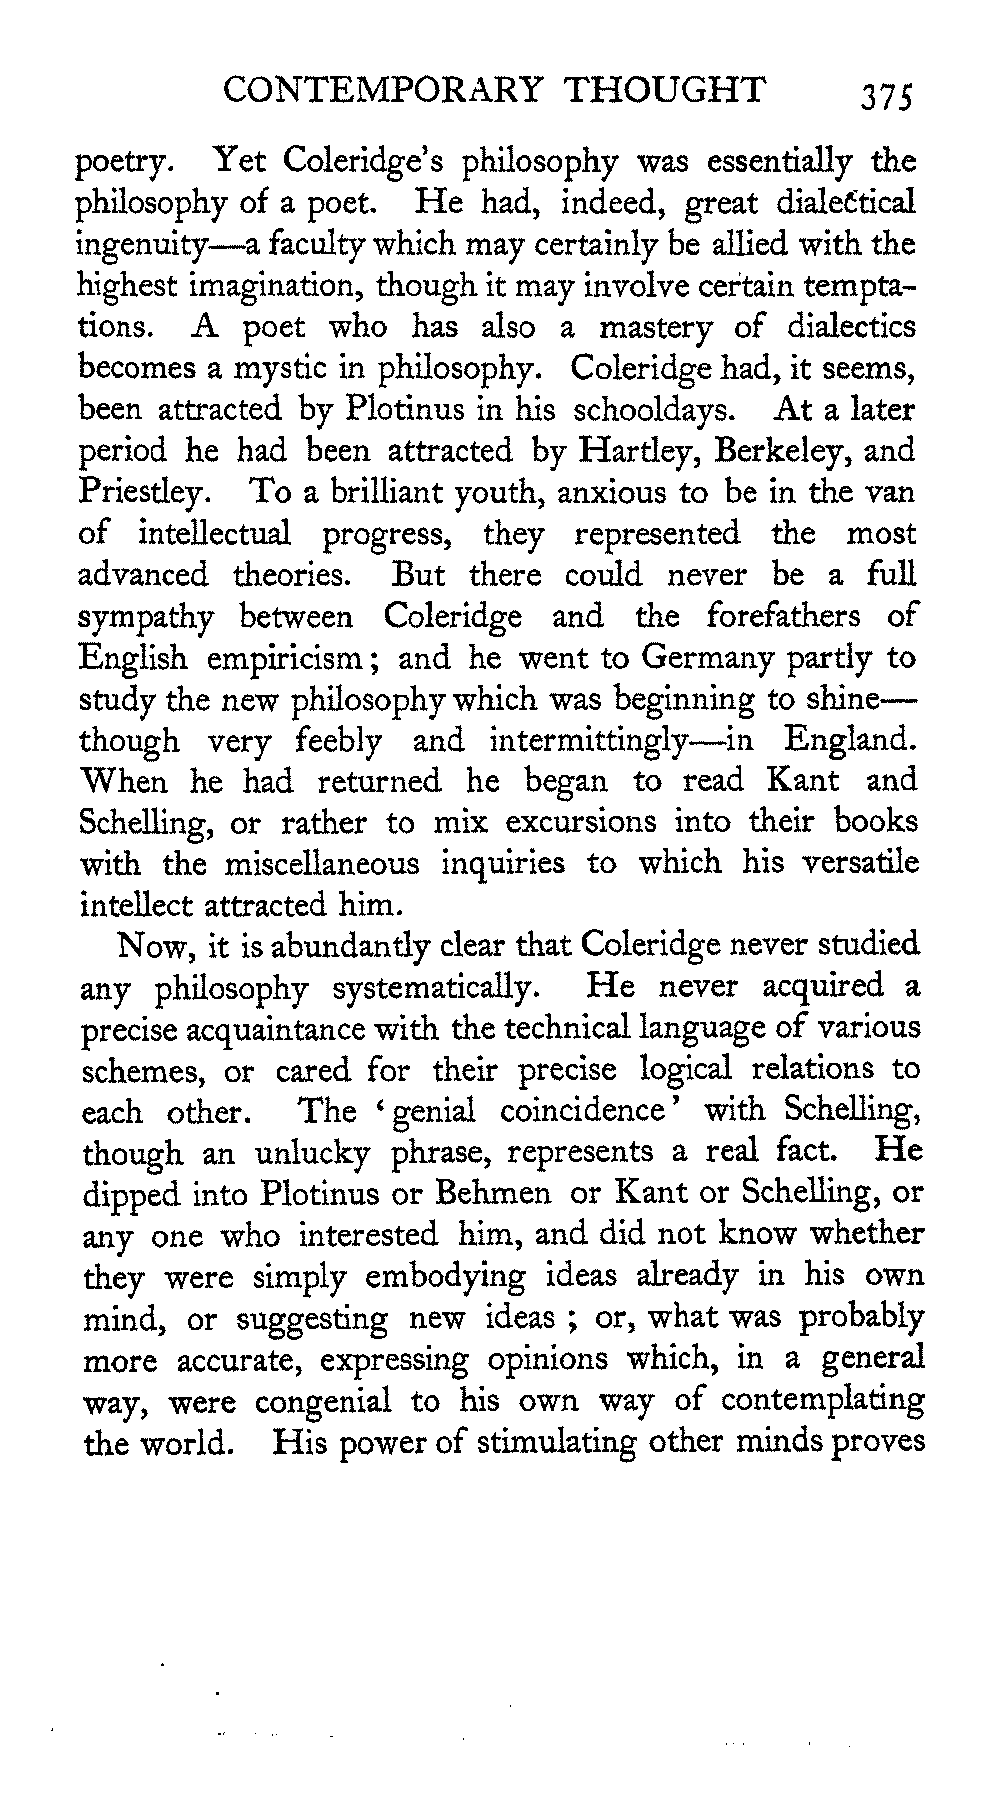 CONTEMPORARY THOUGHT 375
poetry. Yet Coleridge's philosophy was essentially the
philosophy of a poet. He had, indeed, great dialectical
ingenuity—a faculty which may certainly be allied with the
highest imagination, though it may involve certain tempta-
tions. A poet who has also a mastery of dialectics
becomes a mystic in philosophy. Coleridge had, it seems,
been attracted by Plotinus in his schooldays. At a later
period he had been attracted by Hartley, Berkeley, and
Priestley. To a brilliant youth, anxious to be in the van
of intellectual progress, they represented the most
advanced theories. But there could never be a full
sympathy between Coleridge and the forefathers of
English empiricism; and he went to Germany partly to
study the new philosophy which was beginning to shine—
though very feebly and intermittingly—in England.
When he had returned he began to read Kant and
Schelling, or rather to mix excursions into their books
with the miscellaneous inquiries to which his versatile
intellect attracted him.
Now, it is abundantly clear that Coleridge never studied
any philosophy systematically. He never acquired a
precise acquaintance with the technical language of various
schemes, or cared for their precise logical relations to
each other. The ‘genial coincidence’ with Schelling,
though an unlucky phrase, represents a real fact. He
dipped into Plotinus or Behmen or Kant or Schelling, or
any one who interested him, and did not know whether
they were simply embodying ideas already in his own
mind, or suggesting new ideas ; or, what was probably
more accurate, expressing opinions which, in a general
way, were congenial to his own way of contemplating
the world. His power of stimulating other minds proves